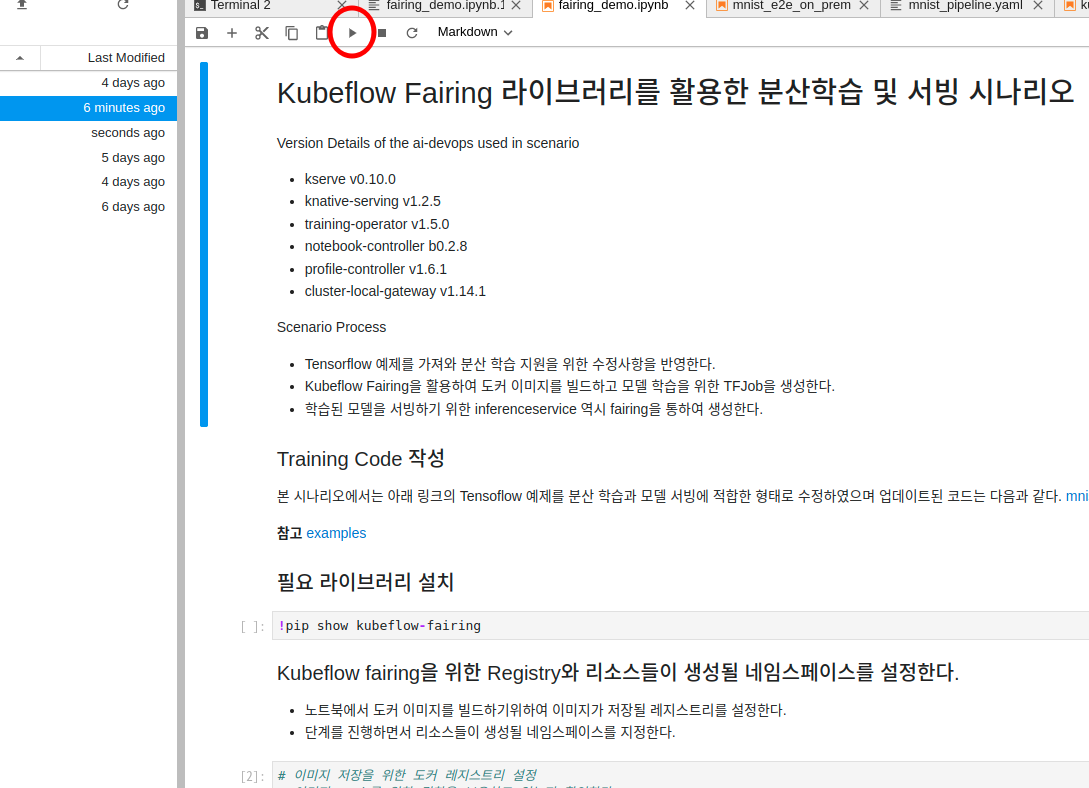 Terminal 2
fairing_demo.ipynb.1
fairing_demo.ipynb
mnist_e2e_on_prem
mnist_pipeline.yaml
Markdown
Last Modified
4 days ago
6 minutes ago
seconds ago
5 days ago
4 days ago
6 days ago
Kubeflow Fairing 라이브러리를 활용한 분산학습 및 서빙 시나리오
Version Details of the ai-devops used in scenario
kserve v0.10.0
knative-serving v1.2.5
training-operator v1.5.0
notebook-controller b0.2.8
profile-controller v1.6.1
cluster-local-gateway v1.14.1
Scenario Process
Tensorflow 예제를 가져와 분산 학습 지원을 위한 수정사항을 반영한다.
Kubeflow Fairing을 활용하여 도커 이미지를 빌드하고 모델 학습을 위한 TFJob을 생성한다.
학습된 모델을 서빙하기 위한 inferenceservice 역시 fairing을 통하여 생성한다.
Training Code 작성
본 시나리오에서는 아래 링크의 Tensoflow 예제를 분산 학습과 모델 서빙에 적합한 형태로 수정하였으며 업데이트된 코드는 다음과 같다. mni
참고 examples
필요 라이브러리 설치
[ ]: !pip show kubeflow-fairing
Kubeflow fairing을 위한 Registry와 리소스들이 생성될 네임스페이스를 설정한다.
노트북에서 도커 이미지를 빌드하기위하여 이미지가 저장될 레지스트리를 설정한다.
단계를 진행하면서 리소스들이 생성될 네임스페이스를 지정한다.
[2]: # 이미지 저장을 위한 도커 레지스트리 설정